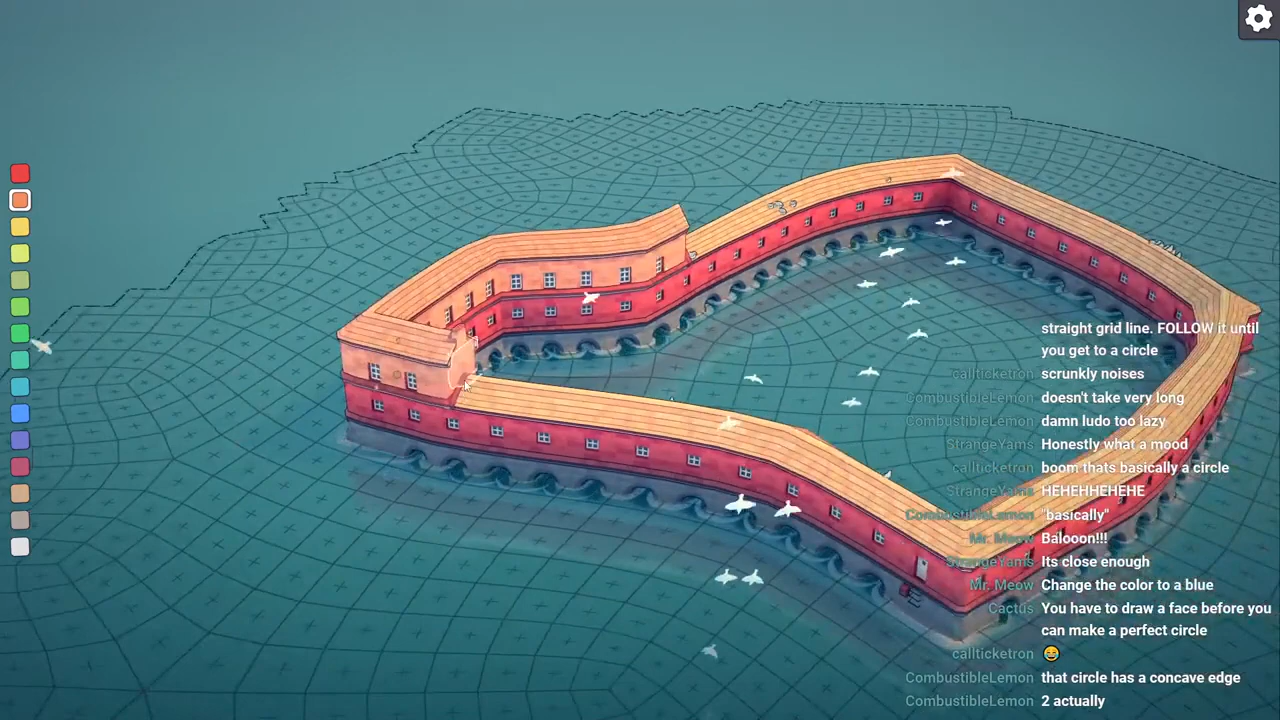 straight grid line. FOLLOW it until
you get to a circle
callticketron scrunkly noises
CombustibleLemon doesn't take very long
CombustibleLemon damn ludo too lazy
StrangeYams Honestly what a mood
callticketron boom thats basically a circle
StrangeYams HEHEHHEHEHE
CombustibleLemon "basically"
Mr. Meow Balooon!!!
StrangeYams Its close enough
Mr. Meow Change the color to a blue
Cactus You have to draw a face before you
can make a perfect circle
callticketron 😂
CombustibleLemon that circle has a concave edge
CombustibleLemon 2 actually